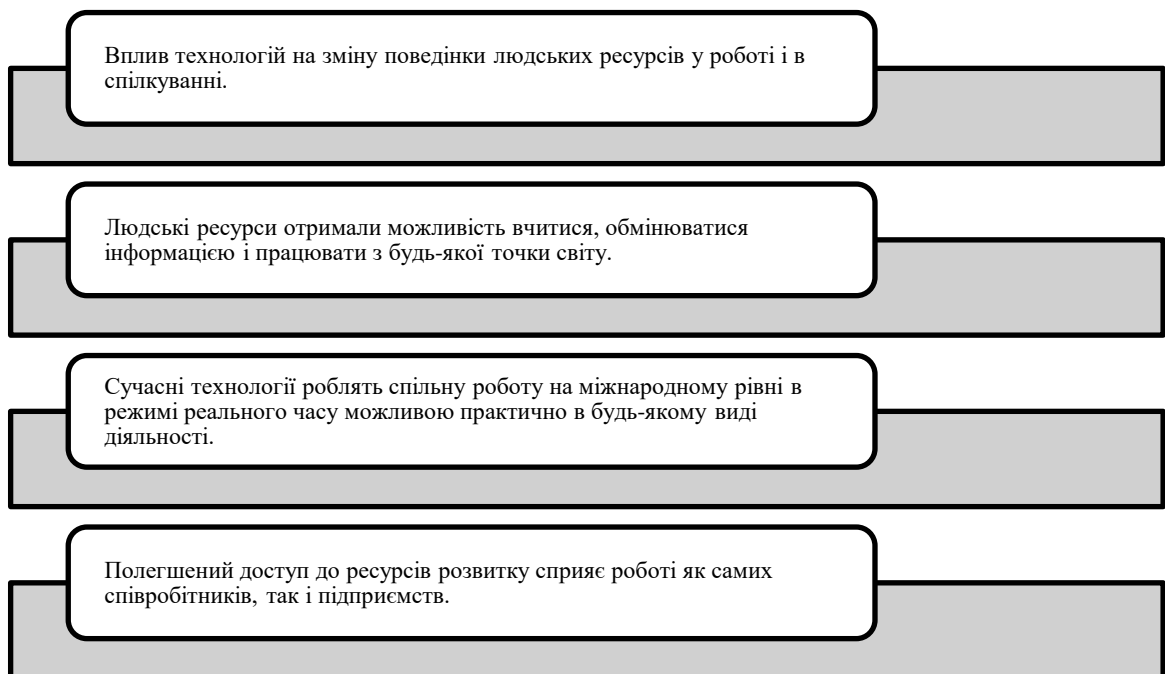 Вплив технологій на зміну поведінки людських ресурсів у роботі і в
спілкуванні.
Людські ресурси отримали можливість вчитися, обмінюватися
інформацією і працювати з будь-якої точки світу.
Сучасні технології роблять спільну роботу на міжнародному рівні в
режимі реального часу можливою практично в будь-якому виді
діяльності.
Полегшений доступ до ресурсів розвитку сприяє роботі як самих
співробітників, так і підприємств.